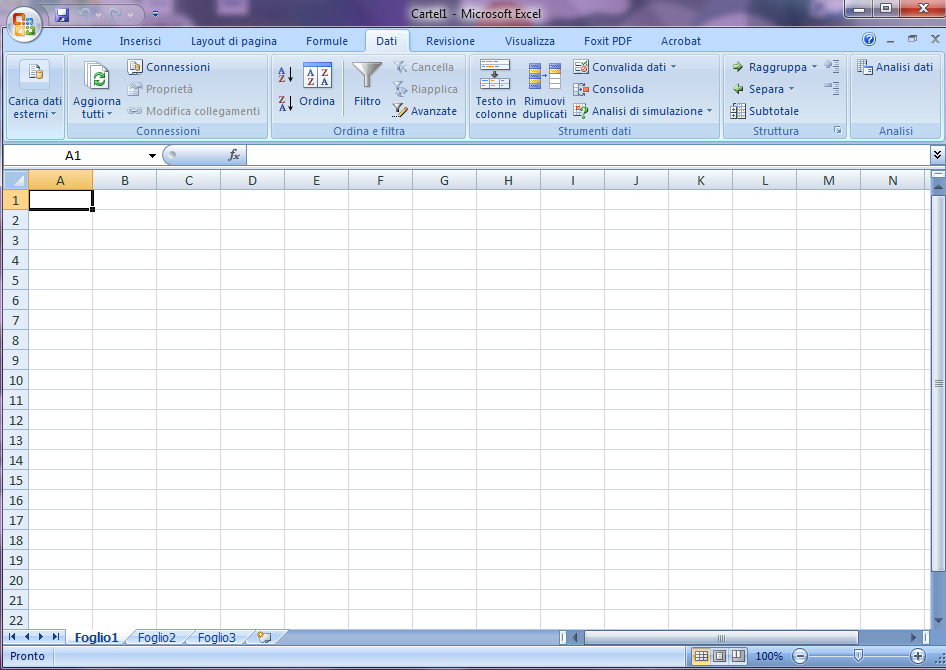 Cartel1 - Microsoft Excel
Home Inserisci Layout di pagina Formule Dati Revisione Visualizza Foxit PDF Acrobat
Carica dati esterni
Aggiorna tutti
Connessioni
Proprietà
Modifica collegamenti
Connessioni
Ordina
Filtro
Cancella
Riapplica
Avanzate
Ordina e filtra
Testo in colonne
Rimuovi duplicati
Convalida dati
Consolida
Analisi di simulazione
Strumenti dati
Raggruppa
Separa
Subtotale
Struttura
Analisi dati
Analisi
A1 fx
A B C D E F G H I J K L M N
1
2
3
4
5
6
7
8
9
10
11
12
13
14
15
16
17
18
19
20
21
22
Foglio1 Foglio2 Foglio3
Pronto 100%